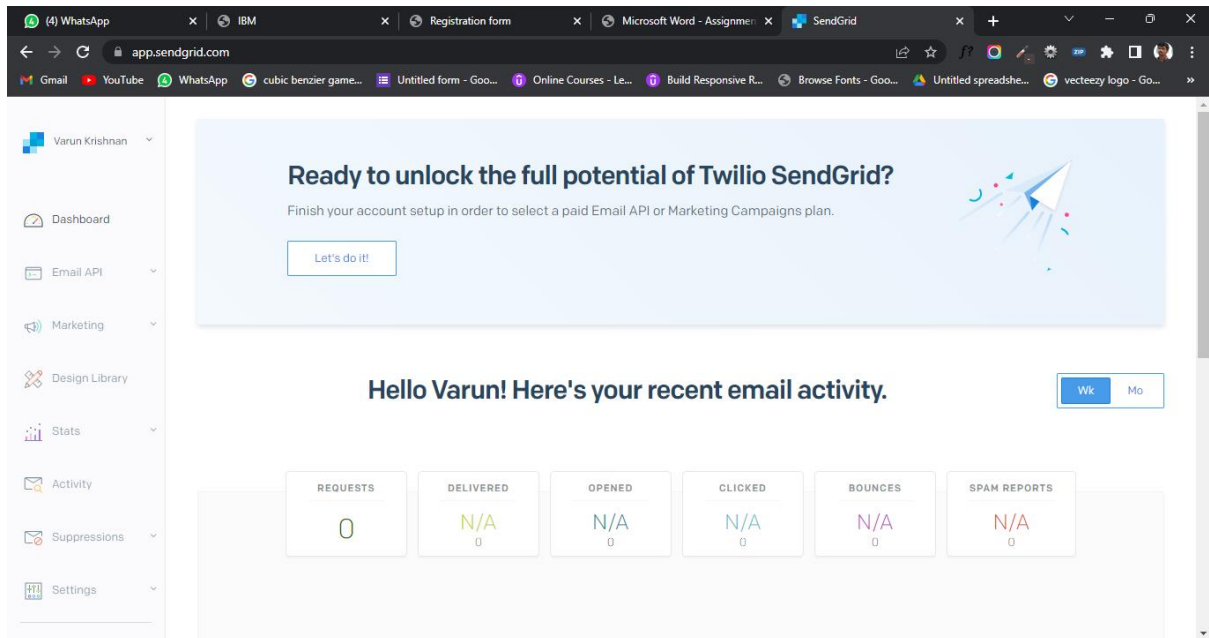 (4) WhatsApp
IBM
Registration form
Microsoft Word - Assignmen
SendGrid
app.sendgrid.com
Gmail
YouTube
WhatsApp
cubic benzier game...
Untitled form - Goo...
Online Courses - Le...
Build Responsive R...
Browse Fonts - Goo...
Untitled spreadshe...
vecteezy logo - Go...
»
Varun Krishnan
Ready to unlock the full potential of Twilio SendGrid?
Finish your account setup in order to select a paid Email API or Marketing Campaigns plan.
Let's do it!
Dashboard
Email API
Marketing
Design Library
Stats
Activity
Suppressions
Settings
Hello Varun! Here's your recent email activity.
Wk Mo
REQUESTS DELIVERED OPENED CLICKED BOUNCES SPAM REPORTS
0 N/A N/A N/A N/A N/A
0 0 0 0 0